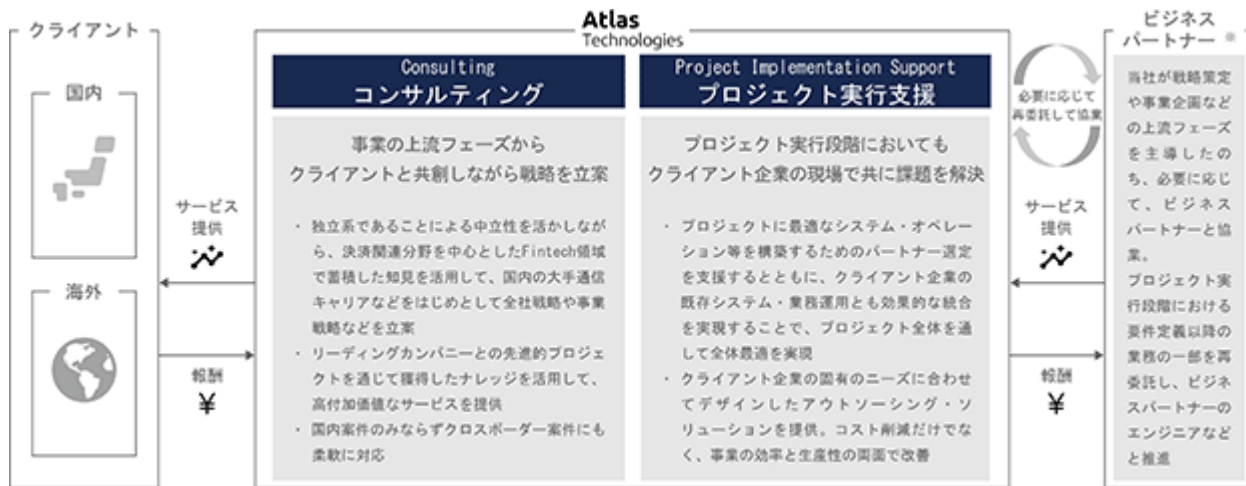 クライアント
国内
海外
サービス
提供
報酬
¥
Atlas
Technologies
Consulting
コンサルティング
事業の上流フェーズから
クライアントと共創しながら戦略を立案
・ 独立系であることによる中立性を活かしなが
ら、決済関連分野を中心としたFintech領域
で蓄積した知見を活用して、国内の大手通信
キャリアなどをはじめとして全社戦略や事業
戦略などを立案
・ リーディングカンパニーとの先進的プロジェ
クトを通じて獲得したナレッジを活用して、
高付加価値なサービスを提供
・ 国内案件のみならずクロスボーダー案件にも
柔軟に対応
Project Implementation Support
プロジェクト実行支援
プロジェクト実行段階においても
クライアント企業の現場で共に課題を解決
・ プロジェクトに最適なシステム・オペレー
ション等を構築するためのパートナー選定
を支援するとともに、クライアント企業の
既存システム・業務運用とも効果的な統合
を実現することで、プロジェクト全体を通
して全体最適を実現
・ クライアント企業の固有のニーズに合わせ
てデザインしたアウトソーシング・ソ
リューションを提供。コスト削減だけでな
く、事業の効率と生産性の両面で改善
必要に応じて
再委託して協業
サービス
提供
報酬
¥
ビジネス
パートナー ※
当社が戦略策定
や事業企画など
の上流フェーズ
を主導したの
ち、必要に応じ
て、ビジネス
パートナーと協
業。
プロジェクト実
行段階における
要件定義以降の
業務の一部を再
委託し、ビジネ
スパートナーの
エンジニアなど
と推進